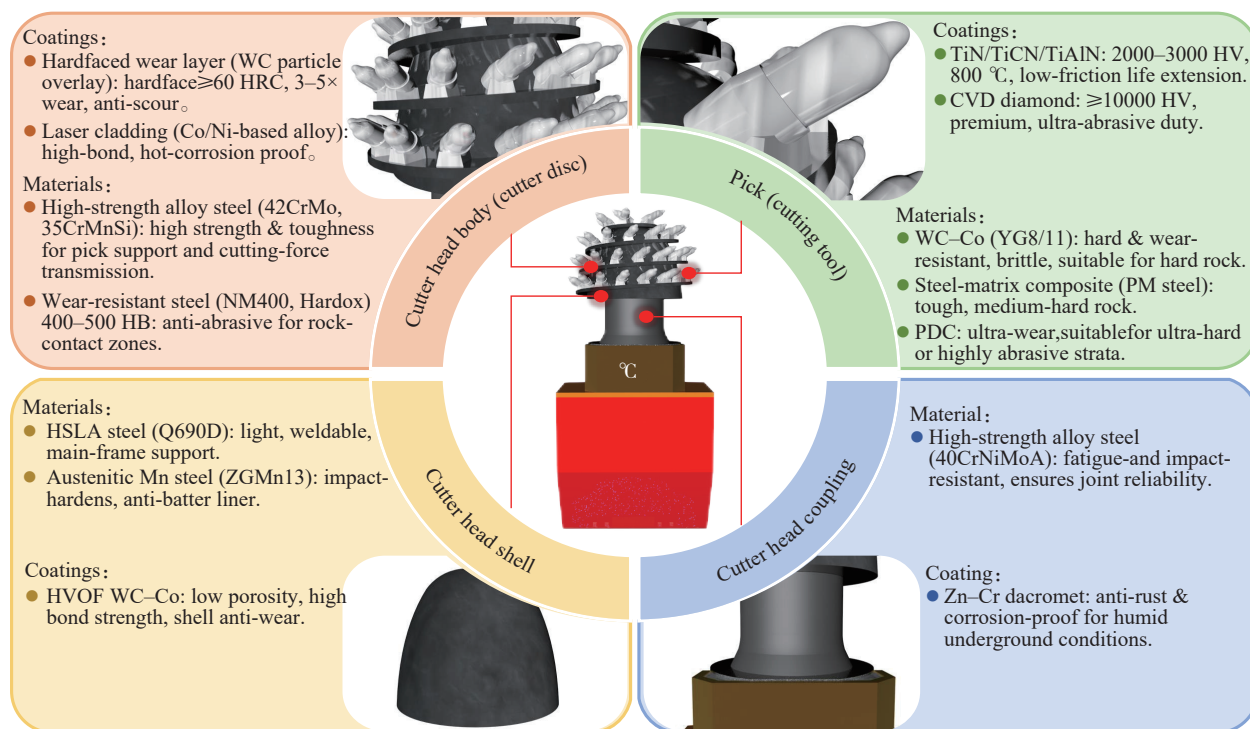 Coatings：
● Hardfaced wear layer (WC particle
overlay): hardface≥60 HRC, 3–5×
wear, anti-scour。
● Laser cladding (Co/Ni-based alloy):
high-bond, hot-corrosion proof。
Materials：
● High-strength alloy steel (42CrMo,
35CrMnSi): high strength & toughness
for pick support and cutting-force
transmission.
● Wear-resistant steel (NM400, Hardox)
400–500 HB: anti-abrasive for rock-
contact zones.
Cutter head body (cutter disc)
Coatings：
● TiN/TiCN/TiAlN: 2000–3000 HV,
800 ℃, low-friction life extension.
● CVD diamond: ≥10000 HV,
premium, ultra-abrasive duty.
Materials：
● WC–Co (YG8/11): hard & wear-
resistant, brittle, suitable for hard rock.
● Steel-matrix composite (PM steel):
tough, medium-hard rock.
● PDC: ultra-wear,suitablefor ultra-hard
or highly abrasive strata.
Pick (cutting tool)
℃
Materials：
● HSLA steel (Q690D): light, weldable,
main-frame support.
● Austenitic Mn steel (ZGMn13): impact-
hardens, anti-batter liner.
Coatings：
● HVOF WC–Co: low porosity, high
bond strength, shell anti-wear.
Cutter head shell
Material：
● High-strength alloy steel
(40CrNiMoA): fatigue-and impact-
resistant, ensures joint reliability.
Coating：
● Zn–Cr dacromet: anti-rust &
corrosion-proof for humid
underground conditions.
Cutter head coupling